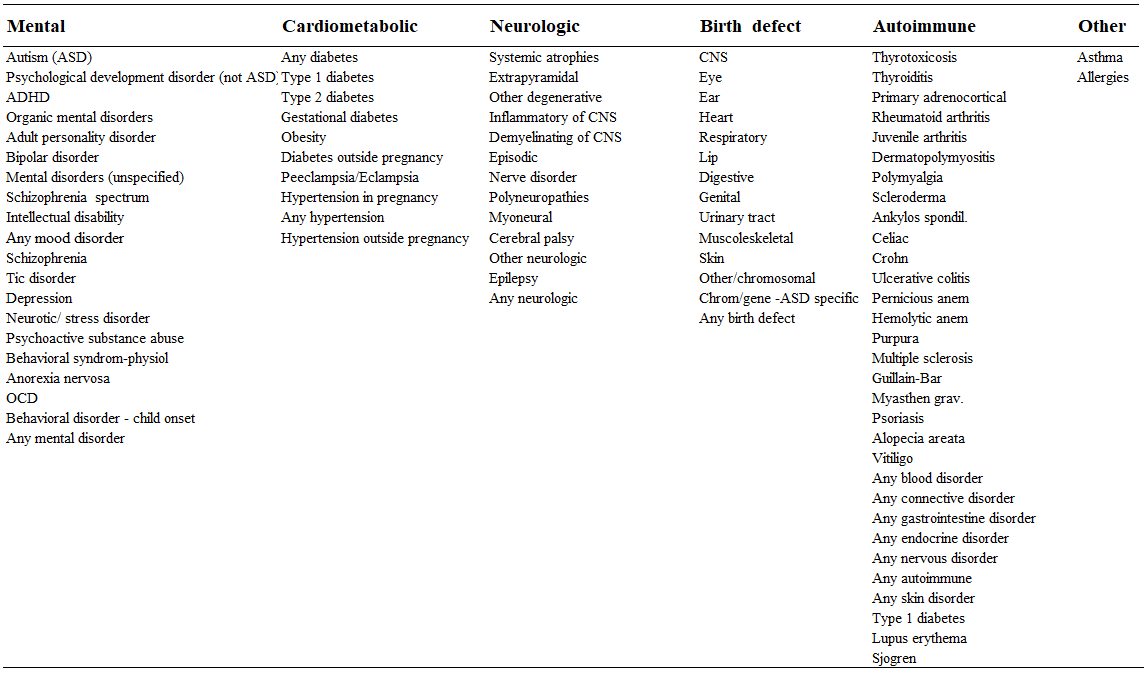 Mental Cardiometabolic Neurologic Birth defect Autoimmune Other
Autism (ASD) Any diabetes Systemic atrophies CNS Thyrotoxicosis Asthma
Psychological development disorder (not ASD) Type 1 diabetes Extrapyramidal Eye Thyroiditis Allergies
ADHD Type 2 diabetes Other degenerative Ear Primary adrenocortical
Organic mental disorders Gestational diabetes Inflammatory of CNS Heart Rheumatoid arthritis
Adult personality disorder Obesity Demyelinating of CNS Respiratory Juvenile arthritis
Bipolar disorder Diabetes outside pregnancy Episodic Lip Dermatopolymyositis
Mental disorders (unspecified) Peeclampsia/Eclampsia Nerve disorder Digestive Polymyalgia
Schizophrenia spectrum Hypertension in pregnancy Polyneuropathies Genital Scleroderma
Intellectual disability Any hypertension Myoneural Urinary tract Ankylos spondil.
Any mood disorder Hypertension outside pregnancy Cerebral palsy Muscoleskeletal Celiac
Schizophrenia Other neurologic Skin Crohn
Tic disorder Epilepsy Other/chromosomal Ulcerative colitis
Depression Any neurologic Chrom/gene -ASD specific Pernicious anem
Neurotic/ stress disorder Any birth defect Hemolytic anem
Psychoactive substance abuse Purpura
Behavioral syndrom-physiol Multiple sclerosis
Anorexia nervosa Guillain-Bar
OCD Myasthen grav.
Behavioral disorder - child onset Psoriasis
Any mental disorder Alopecia areata
Vitiligo
Any blood disorder
Any connective disorder
Any gastrointestine disorder
Any endocrine disorder
Any nervous disorder
Any autoimmune
Any skin disorder
Type 1 diabetes
Lupus erythema
Sjogren